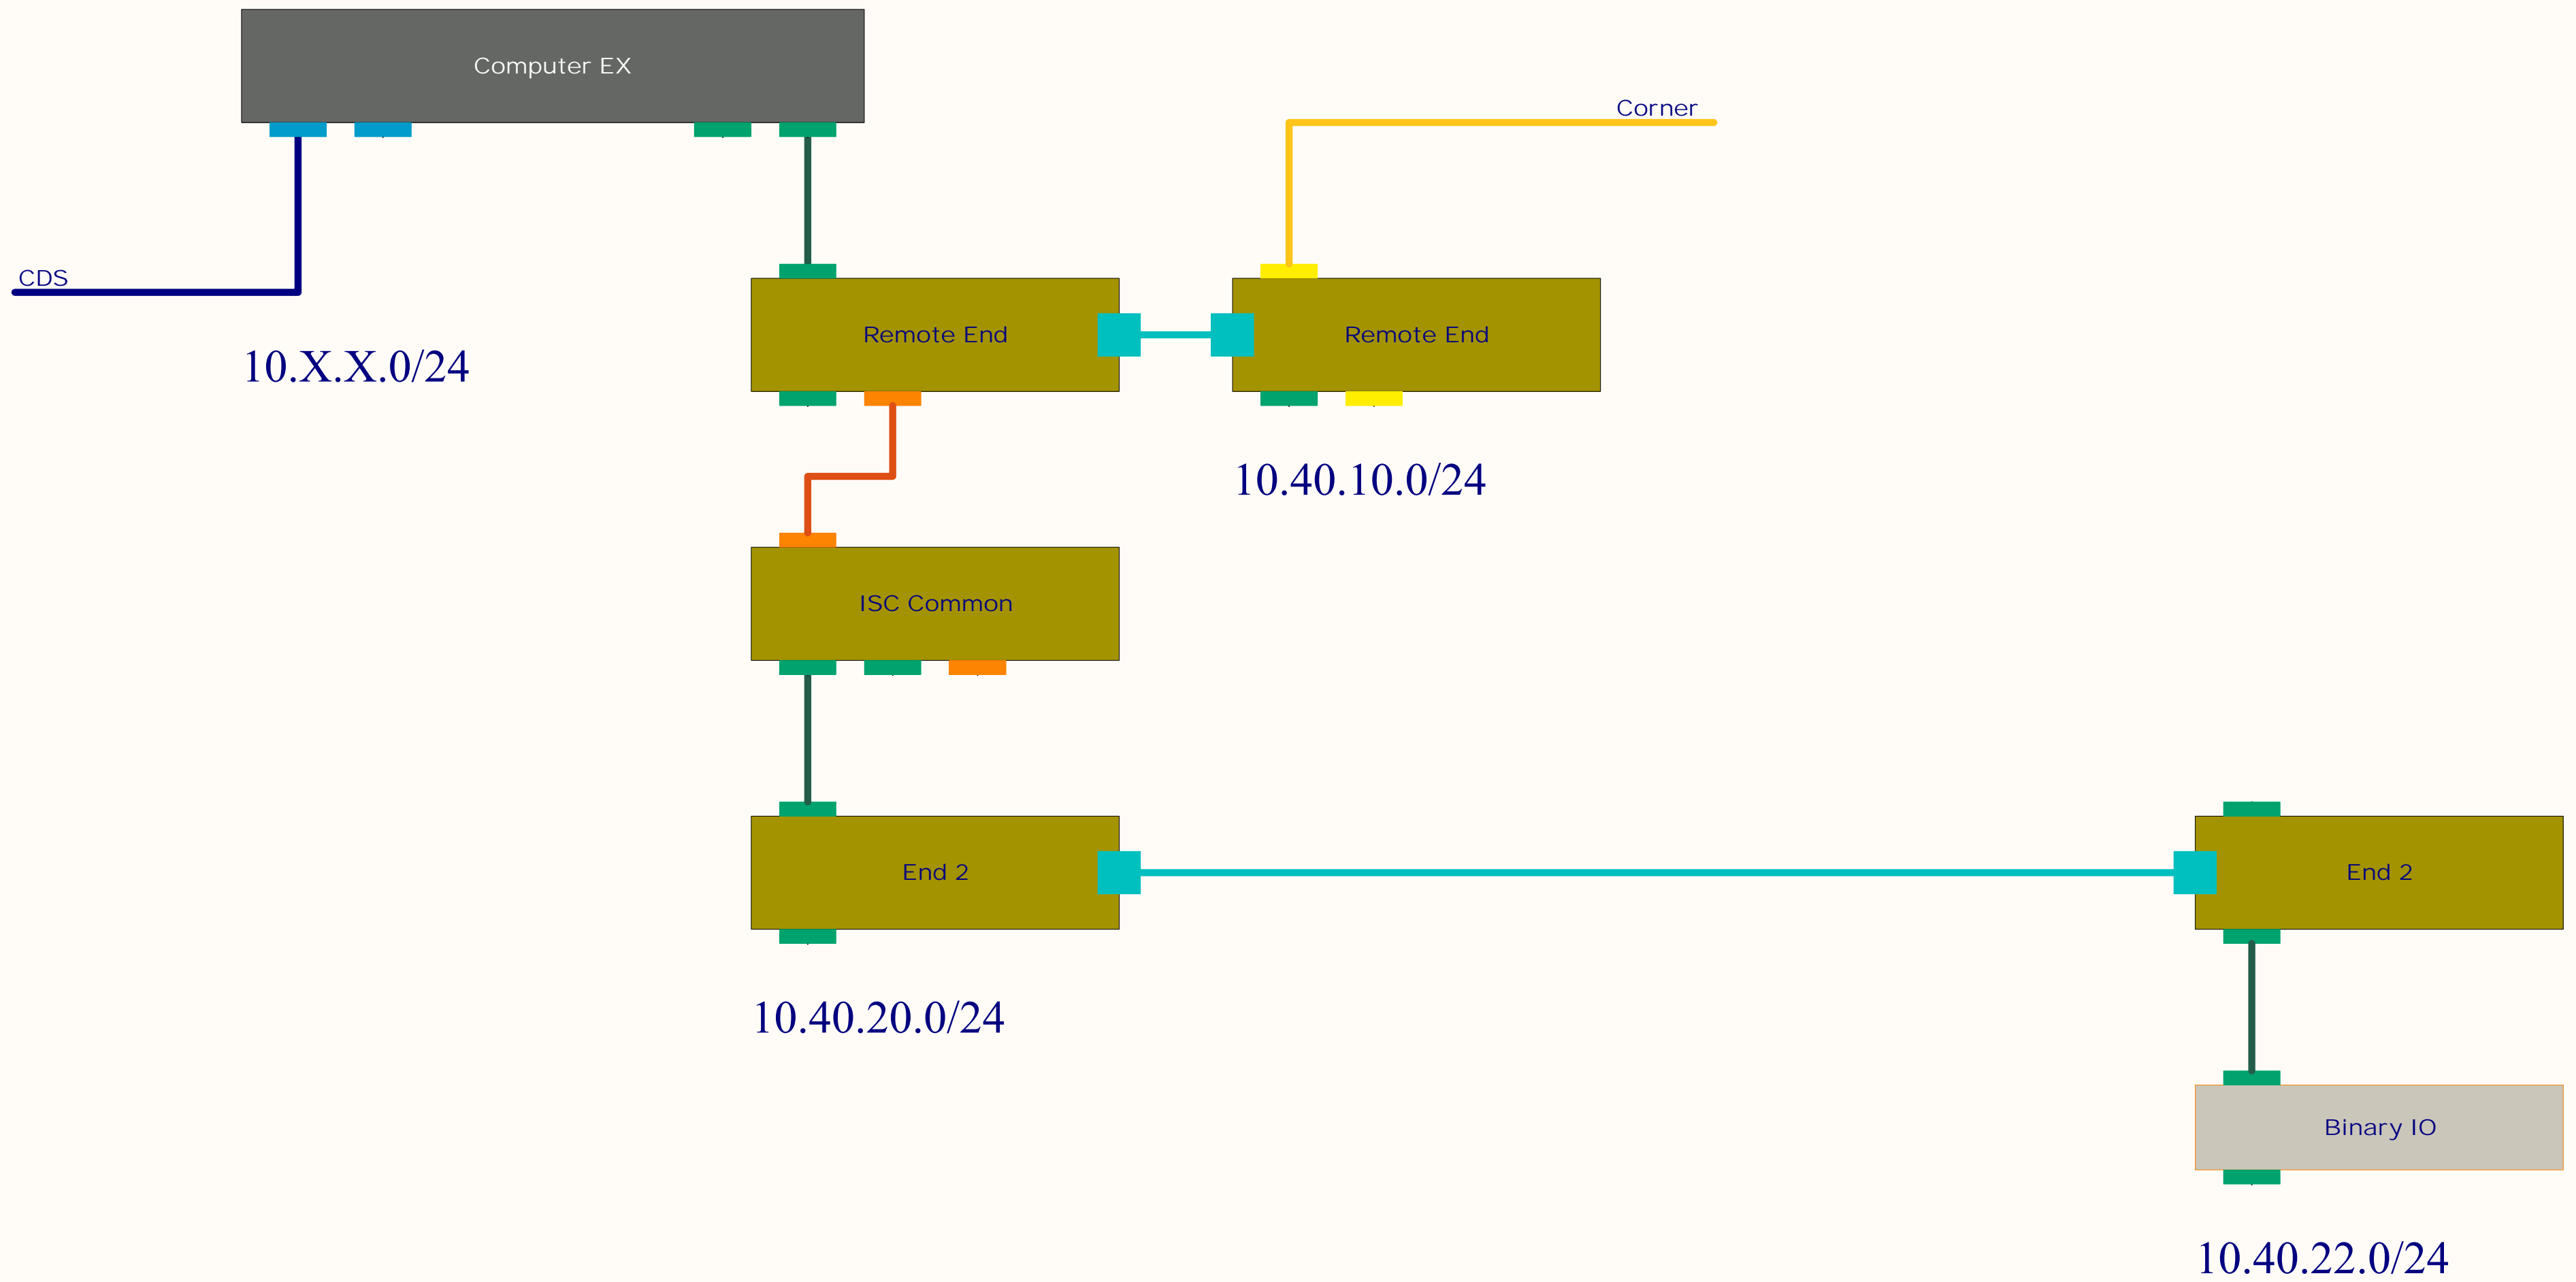 Computer EX
Corner
CDS
Remote End
Remote End
10.X.X.0/24
10.40.10.0/24
ISC Common
End 2
End 2
10.40.20.0/24
Binary IO
10.40.22.0/24